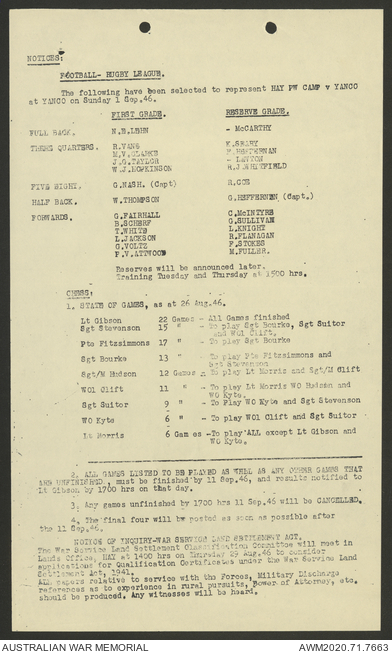 NOTICES:
FOOTBALL- RUGBY LEAGUE.
The following have been selected to represent HAY PW CAMP v YANCO
at YANCO on Sunday 1 Sep.46.
FIRST GRADE. RESERVE GRADE.
FULL BACK. N.E.LEHN - McCARTHY
THREE QUARTERS. R.VANE K.SEARY
M.V.CLARKE HEFFERNAN
J.G.TAYLOR - LENTON
W.J.HOPKINSON R.J.WHITFIELD
FIVE EIGHT. G.NASH. (Capt) R.COE
HALF BACK. W.THOMPSON G.HEFFERNEN (Capt.)
FORWARDS. G.FAIRHALL C.McINTYRE
B.SCHERF G.SULLIVAN
T.WHITE L.KNIGHT
L.JACKSON R.FLANAGAN
G.VOLTZ F.STOKES
F.V.ATTWOOD M.FULLER.
Reserves will be announced later.
Training Tuesday and Thursday at 1500 hrs.
CHESS:
1. STATE OF GAMES, as at 26 Aug.46.
Lt Gibson 22 Games - All Games finished
Sgt Stevenson 15 " - To play Sgt Bourke, Sgt Suitor
and WO1 Clift.
Pte Fitzsimmons 17 " - To play Sgt Bourke
Sgt Bourke 13 " - To play Pte Fitzsimmons and
Sgt Stevenson
Sgt/M Hudson 12 Games - To play Lt Morris and Sgt/M Clift
WO1 Clift 11 " - To play Lt Morris WO Hudson and
WO Kyte.
Sgt Suitor 9 " - To Play WO Kyte and Sgt Stevenson
WO Kyte 6 " - To play WO1 Clift and Sgt Suitor
Lt Morris 6 Games - To play ALL except Lt Gibson and
WO Kyte.
2. ALL GAMES LISTED TO BE PLAYED AS WELL AS ANY OTHER GAMES THAT
ARE UNFINISHED, must be finished by 11 Sep.46, and results notified to
Lt Gibson by 1700 hrs on that day.
3. Any games unfinished by 1700 hrs 11 Sep.46 will be CANCELLED.
4. The final four will be posted as soon as possible after
the 11 Sep.46.
NOTICE OF INQUIRY-WAR SERVICE LAND SETTLEMENT ACT.
The War Service Land Settlement Classification Committee will meet in
Lands Office, HAY at 1400 hrs on Thursday 29 Aug.46 to consider
applications for Qualification Certificates under the War Service Land
Settlement Act, 1941.
All papers relative to service with the Forces, Military Discharge
references as to experience in rural pursuits, Power of Attorney, etc.
should be produced. Any witnesses will be heard.
AUSTRALIAN WAR MEMORIAL AWM2020.71.7663